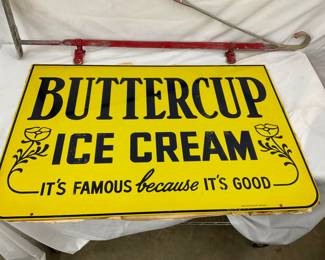 BUTTERCUP
ICE CREAM
IT'S FAMOUS because IT'S GOOD